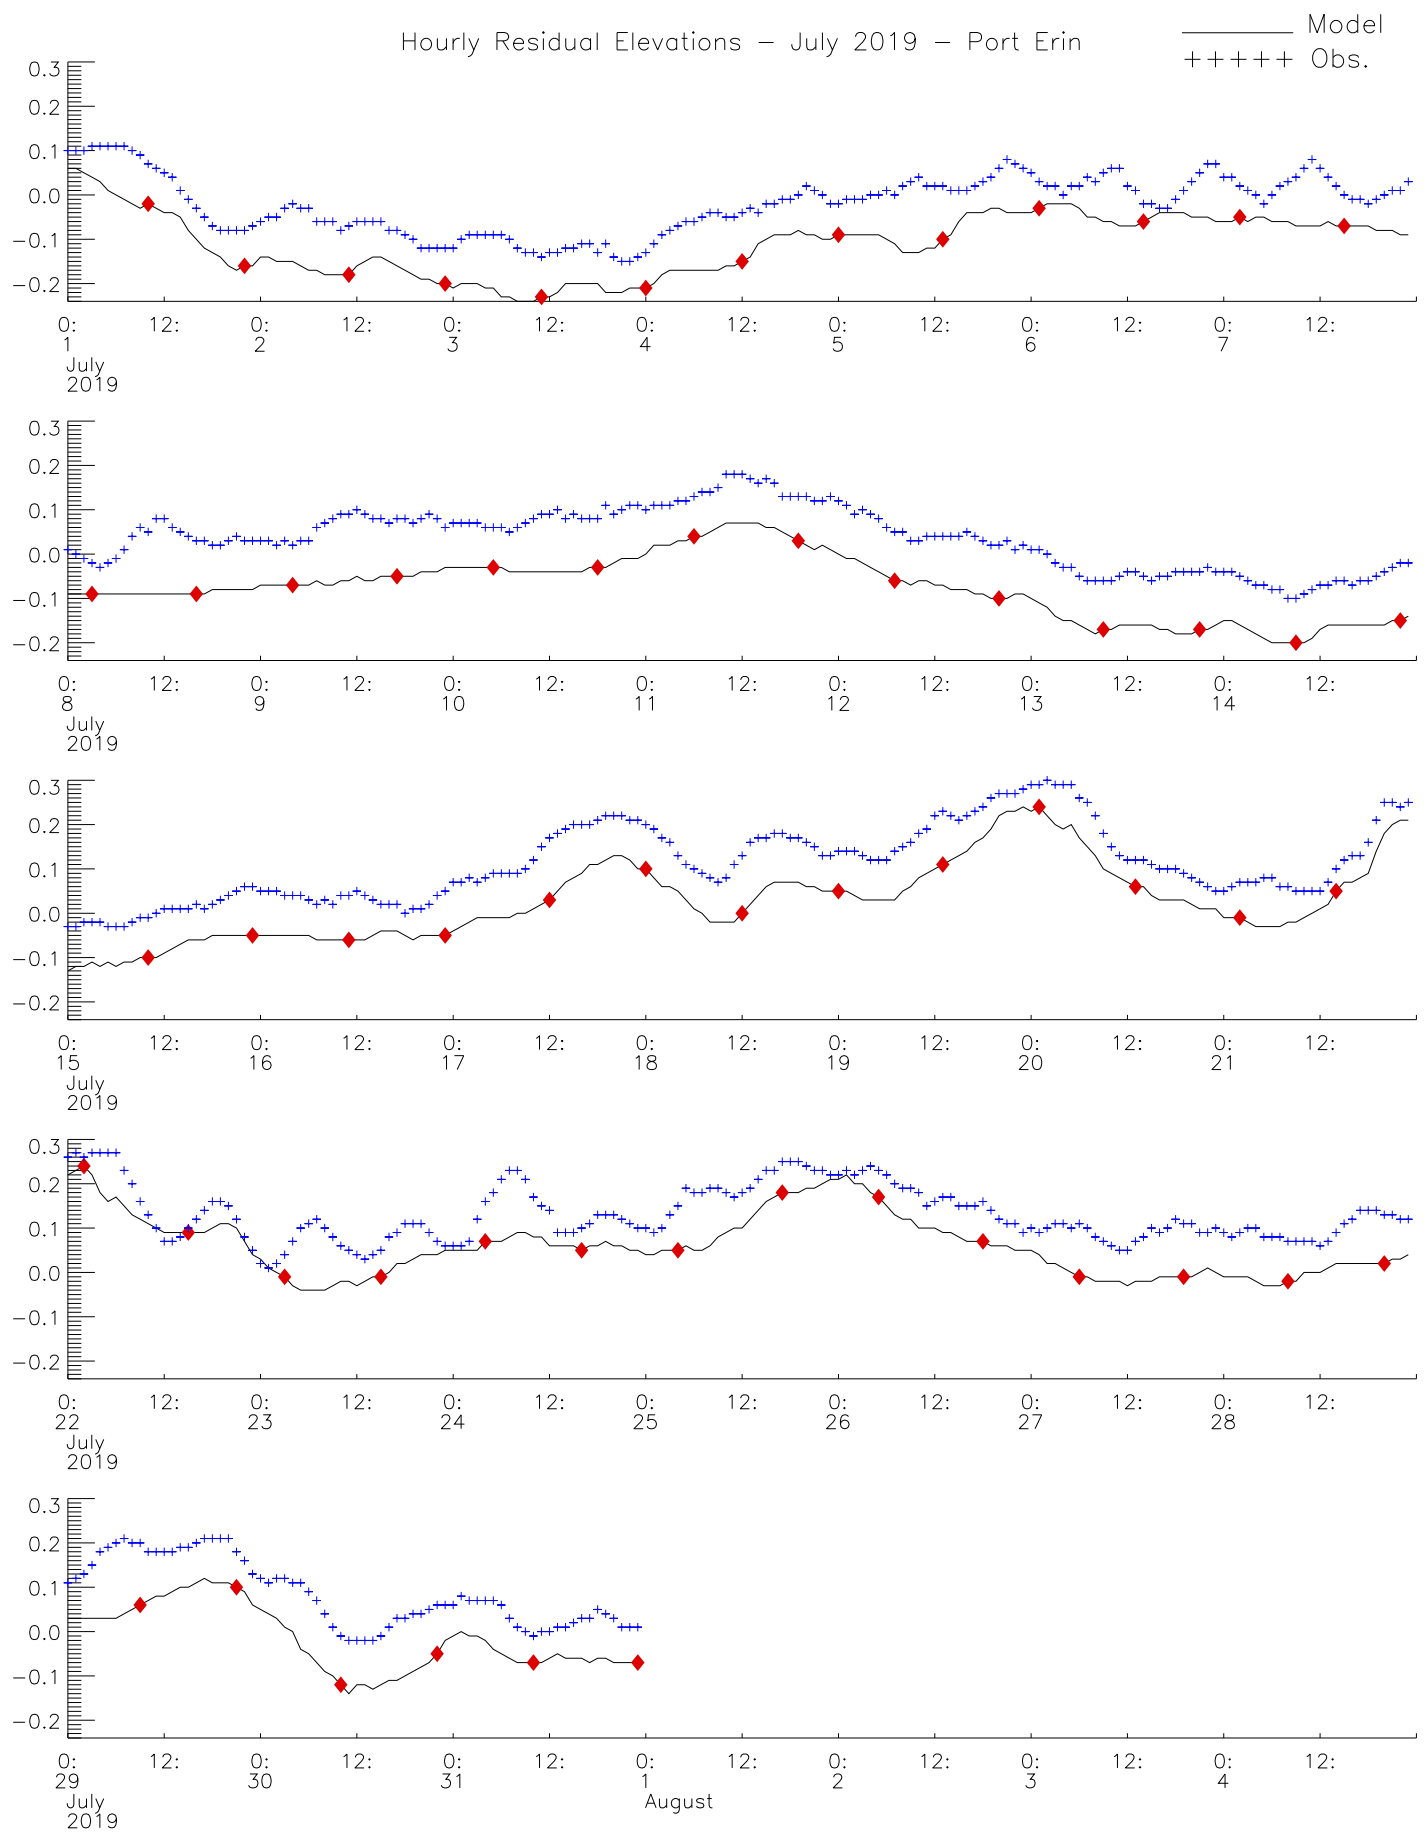 Hourly Residual Elevations – July 2019 – Port Erin
Model
+++++ Obs.
0.3
0.2
0.1
0.0
−0.1
−0.2
0: 12: 0: 12: 0: 12: 0: 12: 0: 12: 0: 12: 0: 12:
1 2 3 4 5 6 7
July
2019
0.3
0.2
0.1
0.0
−0.1
−0.2
0: 12: 0: 12: 0: 12: 0: 12: 0: 12: 0: 12: 0: 12:
8 9 10 11 12 13 14
July
2019
0.3
0.2
0.1
0.0
−0.1
−0.2
0: 12: 0: 12: 0: 12: 0: 12: 0: 12: 0: 12: 0: 12:
15 16 17 18 19 20 21
July
2019
0.3
0.2
0.1
0.0
−0.1
−0.2
0: 12: 0: 12: 0: 12: 0: 12: 0: 12: 0: 12: 0: 12:
22 23 24 25 26 27 28
July
2019
0.3
0.2
0.1
0.0
−0.1
−0.2
0: 12: 0: 12: 0: 12: 0: 12: 0: 12: 0: 12: 0: 12:
29 30 31 1 2 3 4
July August
2019